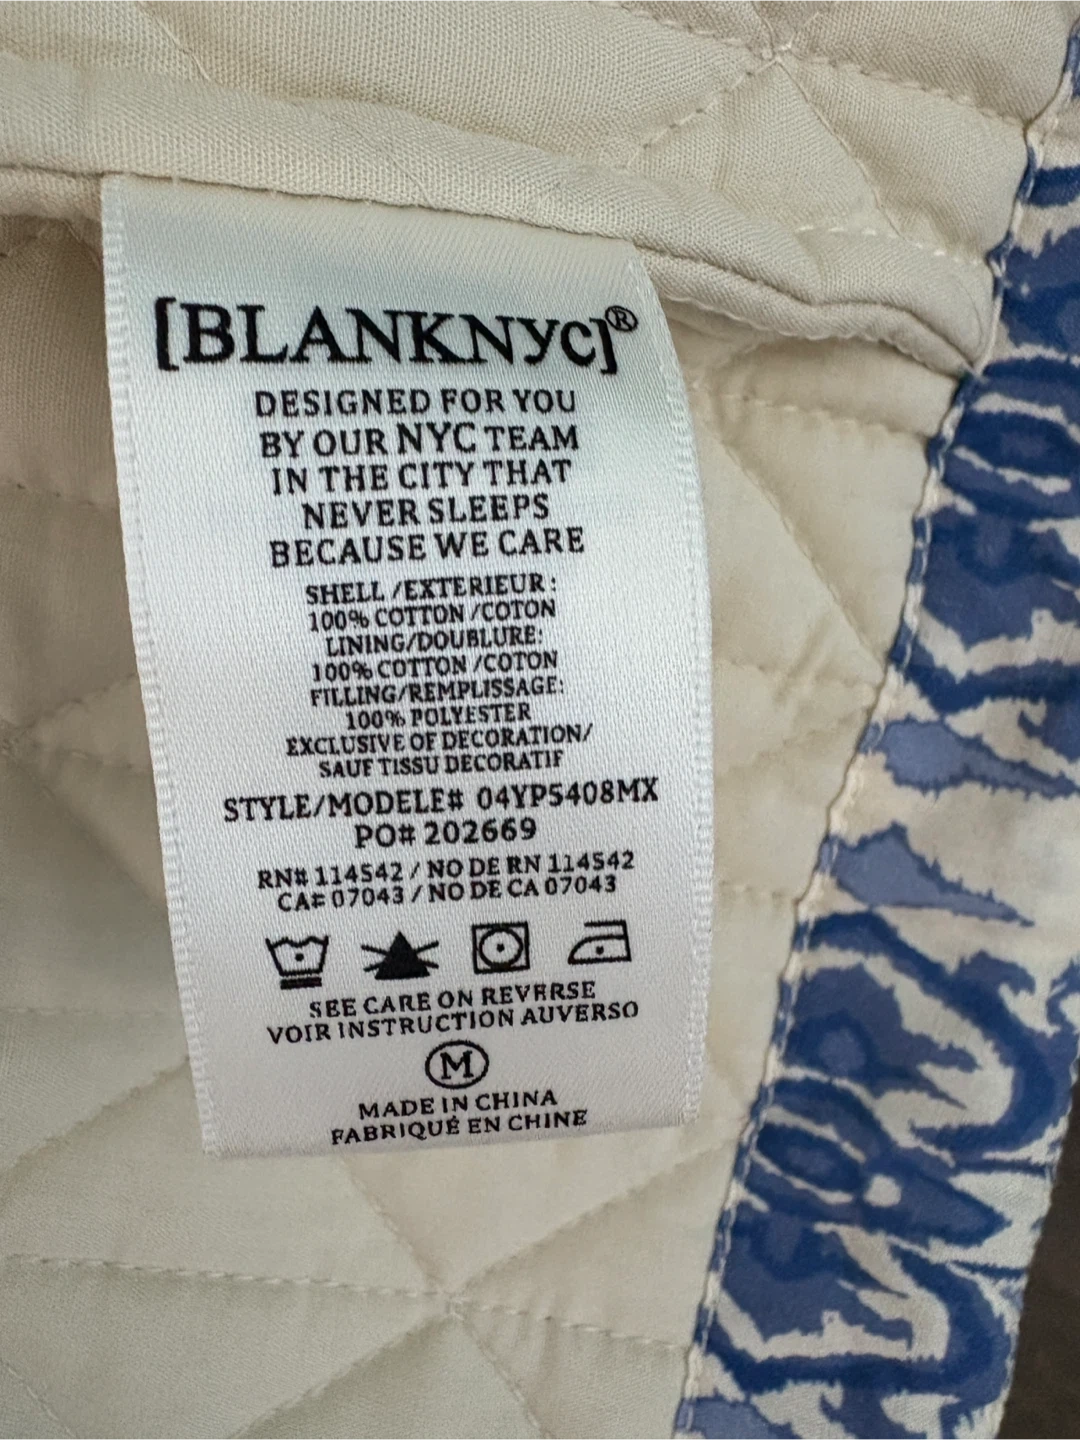 [BLANKNYC]®
DESIGNED FOR YOU
BY OUR NYC TEAM
IN THE CITY THAT
NEVER SLEEPS
BECAUSE WE CARE
SHELL /EXTERIEUR:
100% COTTON /COTON
LINING/DOUBLURE:
100% COTTON /COTON
FILLING/REMPLISSAGE:
100% POLYESTER
EXCLUSIVE OF DECORATION/
SAUF TISSU DECORATIF
STYLE/MODELE# 04YP5408MX
PO# 202669
RN# 114542 / NO DE RN 114542
CA# 07043 / NO DE CA 07043
SEE CARE ON REVERSE
VOIR INSTRUCTION AUVERSO
M
MADE IN CHINA
FABRIQUÉ EN CHINE